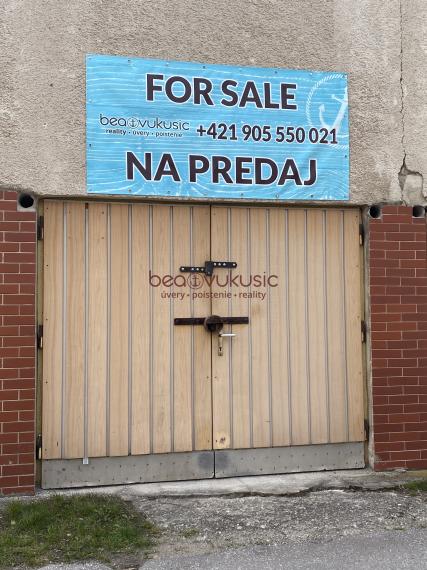 FOR SALE
bea vukusic
reality • úvery • poistenie
+421 905 550 021
NA PREDAJ
bea vukusic
úvery • poistenie • reality